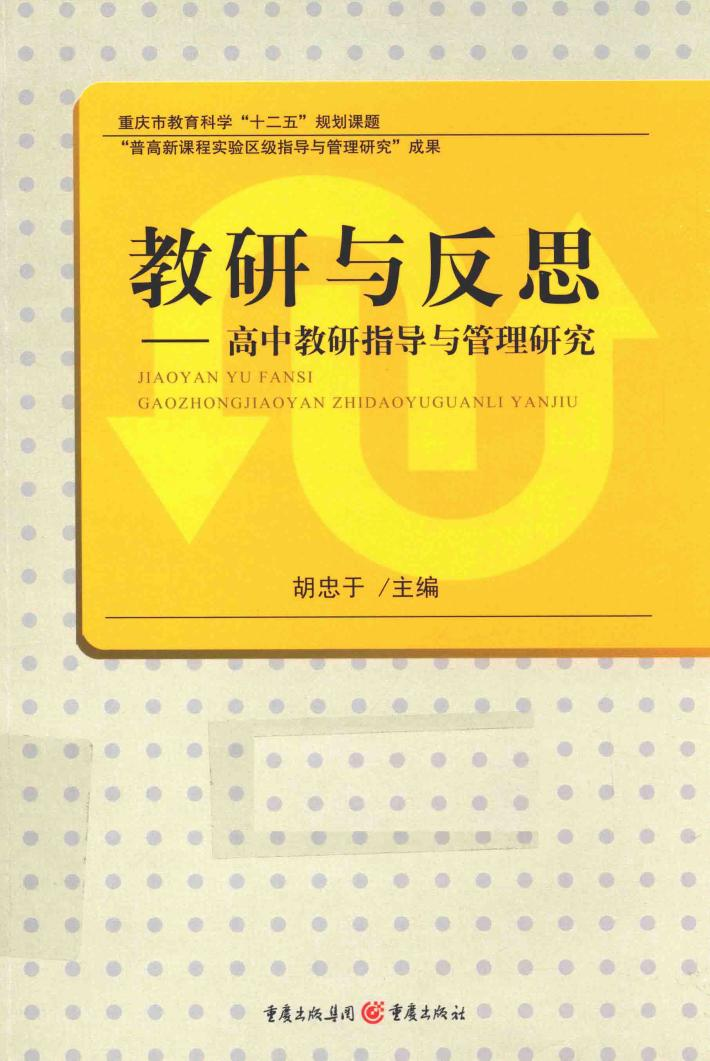 重庆市教育科学“十二五”规划课题
“普高新课程实验区级指导与管理研究”成果
教研与反思
——高中教研指导与管理研究
JIAOYAN YU FANSI
GAOZHONGJIAOYAN ZHIDAOYUGUANLI YANJIU
胡忠于 /主编
重庆出版集团 重庆出版社